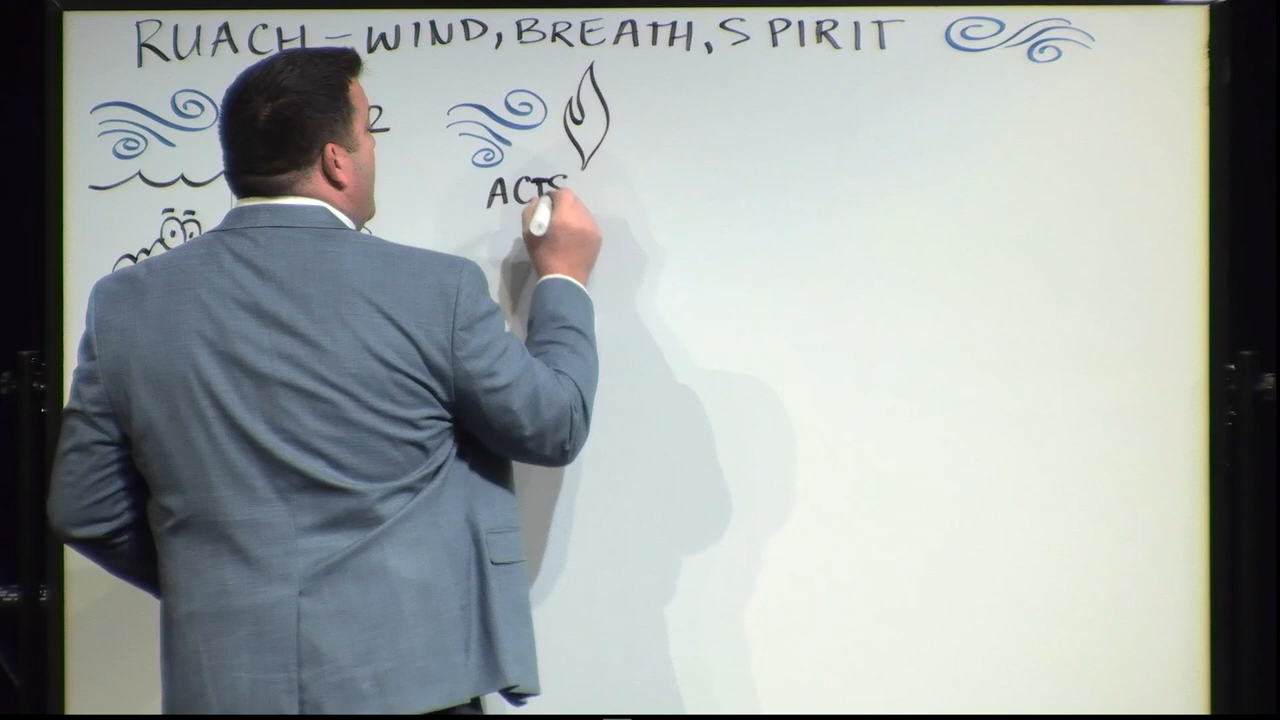 RUACH - WIND, BREATH, SPIRIT
2
ACTS